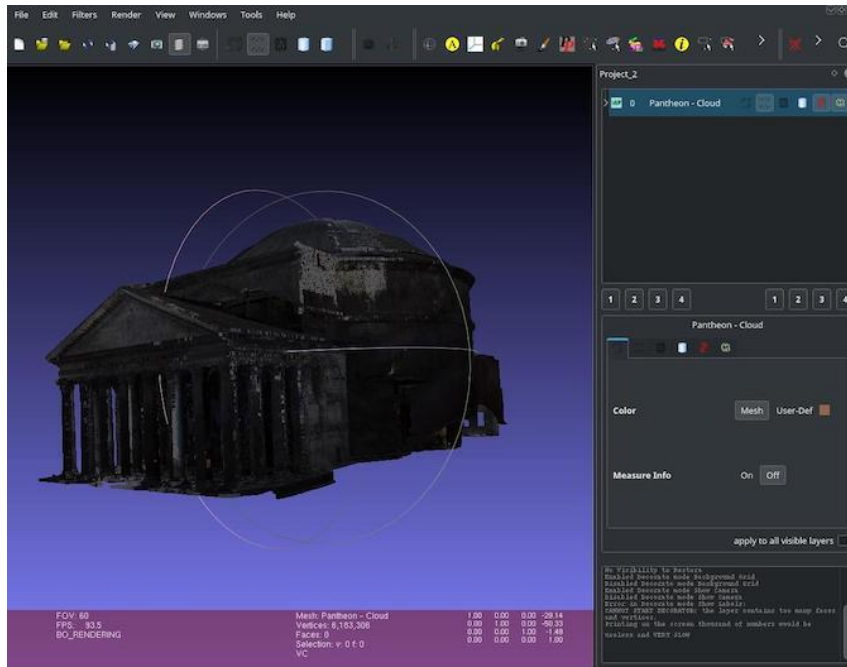 File Edit Filters Render View Windows Tools Help
Project_2
0 Pantheon - Cloud
1 2 3 4 1 2 3 4
Pantheon - Cloud
Color Mesh User-Def
Measure Info On Off
apply to all visible layers
No Visibility to Restore
Enabled Decorate mode Background Grid
Disabled Decorate mode Background Grid
Enabled Decorate mode Show Camera
Disabled Decorate mode Show Camera
Error in Decorate mode Show Labels:
CANNOT START DECORATOR: the layer contains too many faces
and vertices.
Printing on the screen thousand of numbers would be
useless and VERY SLOW
FOV: 60
FPS: 93.5
BO_RENDERING
Mesh: Pantheon - Cloud
Vertices: 6,183,306
Faces: 0
Selection: v: 0 f: 0
VC
1.00 0.00 0.00 -29.14
0.00 1.00 0.00 -50.33
0.00 0.00 1.00 -1.48
0.00 0.00 0.00 1.00